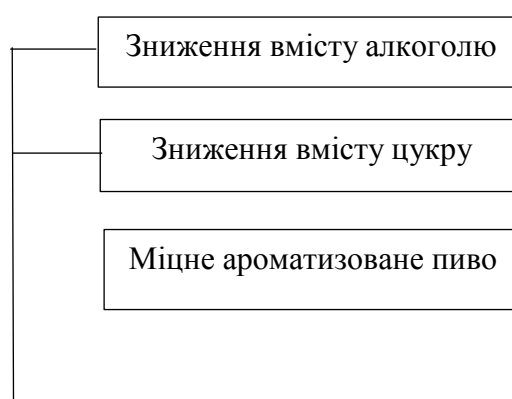 Зниження вмісту алкоголю
Зниження вмісту цукру
Міцне ароматизоване пиво